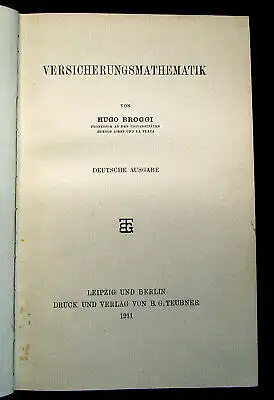 VERSICHERUNGSMATHEMATIK
VON
HUGO BROGGI
PROFESSOR AN DEN UNIVERSITÄTEN
BUENOS AIRES UND LA PLATA
DEUTSCHE AUSGABE
LEIPZIG UND BERLIN
DRUCK UND VERLAG VON B. G. TEUBNER
1911